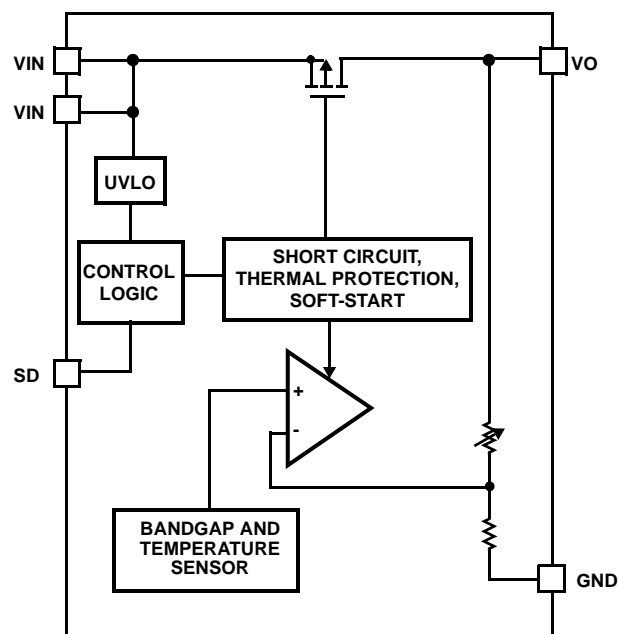 VIN
VO
VIN
UVLO
CONTROL
LOGIC
SHORT CIRCUIT,
THERMAL PROTECTION,
SOFT-START
SD
+
-
BANDGAP AND
TEMPERATURE
SENSOR
GND